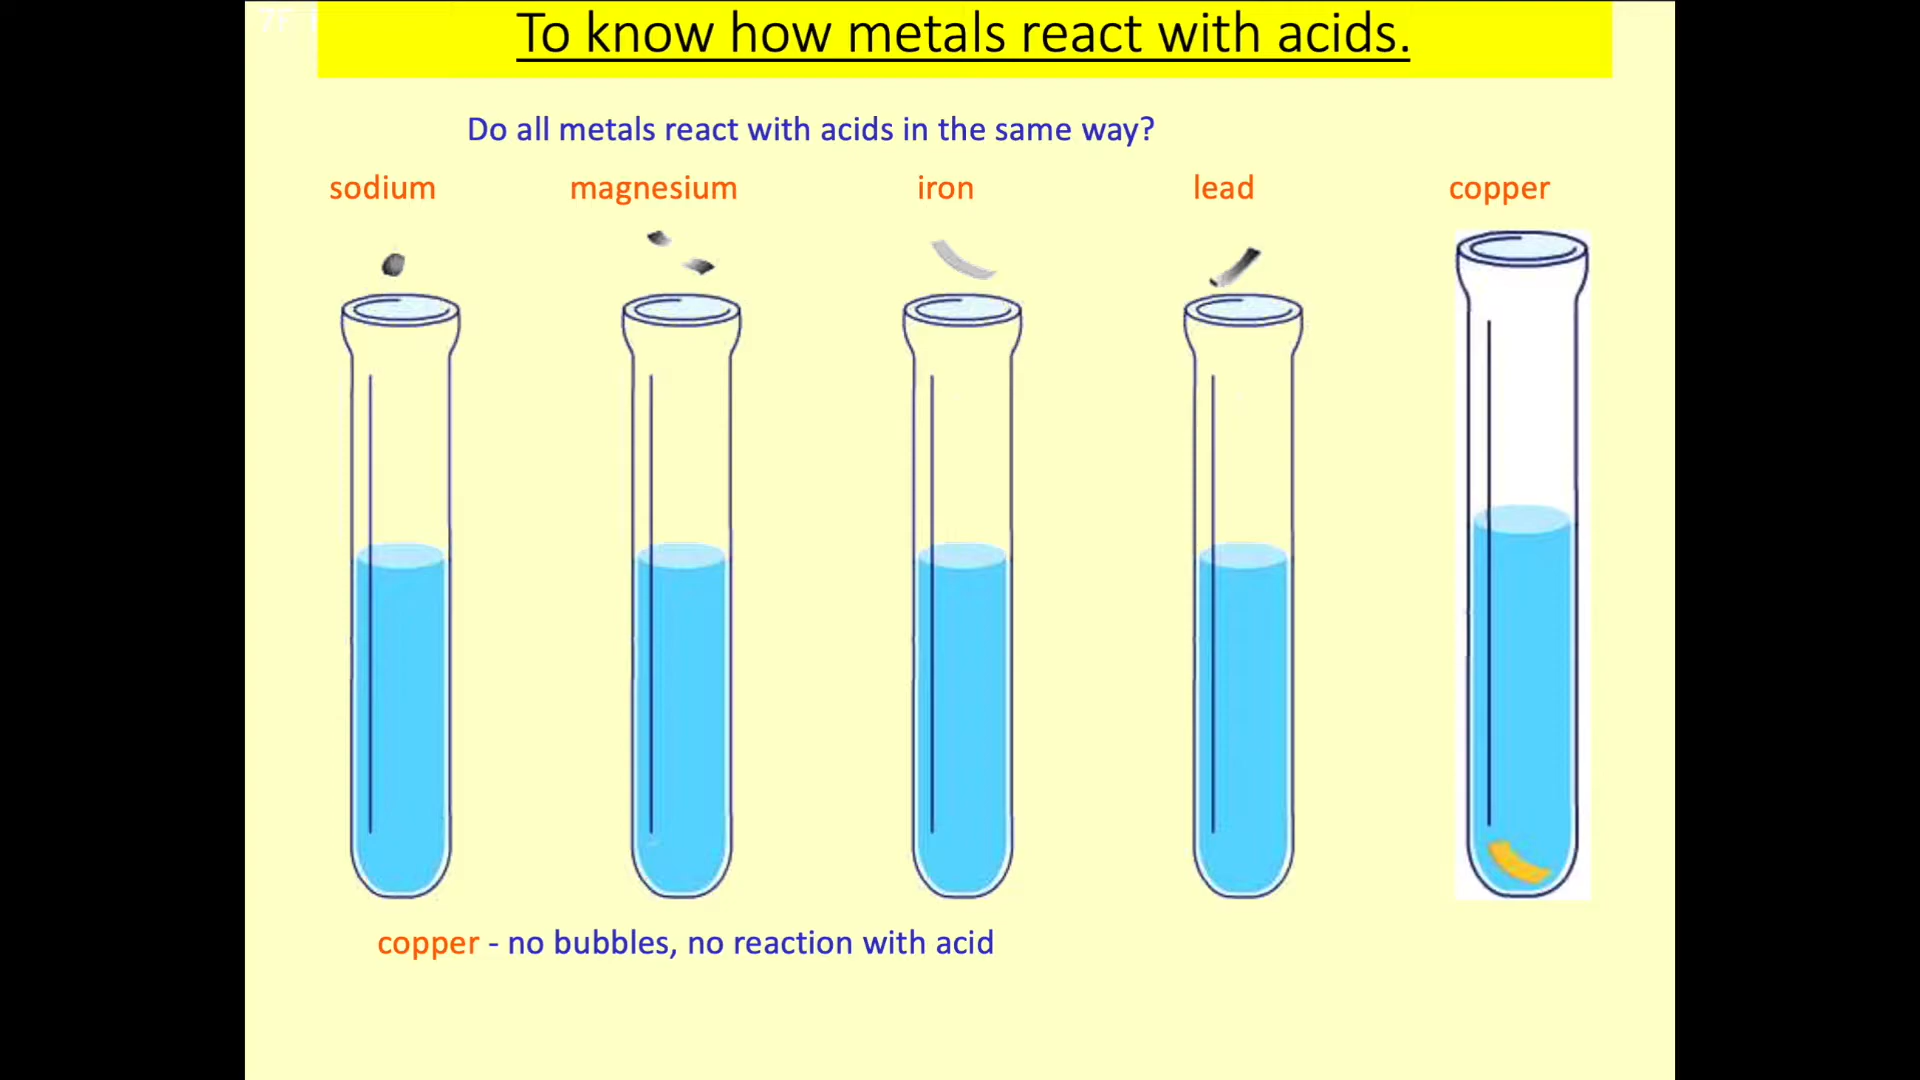 7F
To know how metals react with acids.
Do all metals react with acids in the same way?
sodium magnesium iron lead copper
copper - no bubbles, no reaction with acid